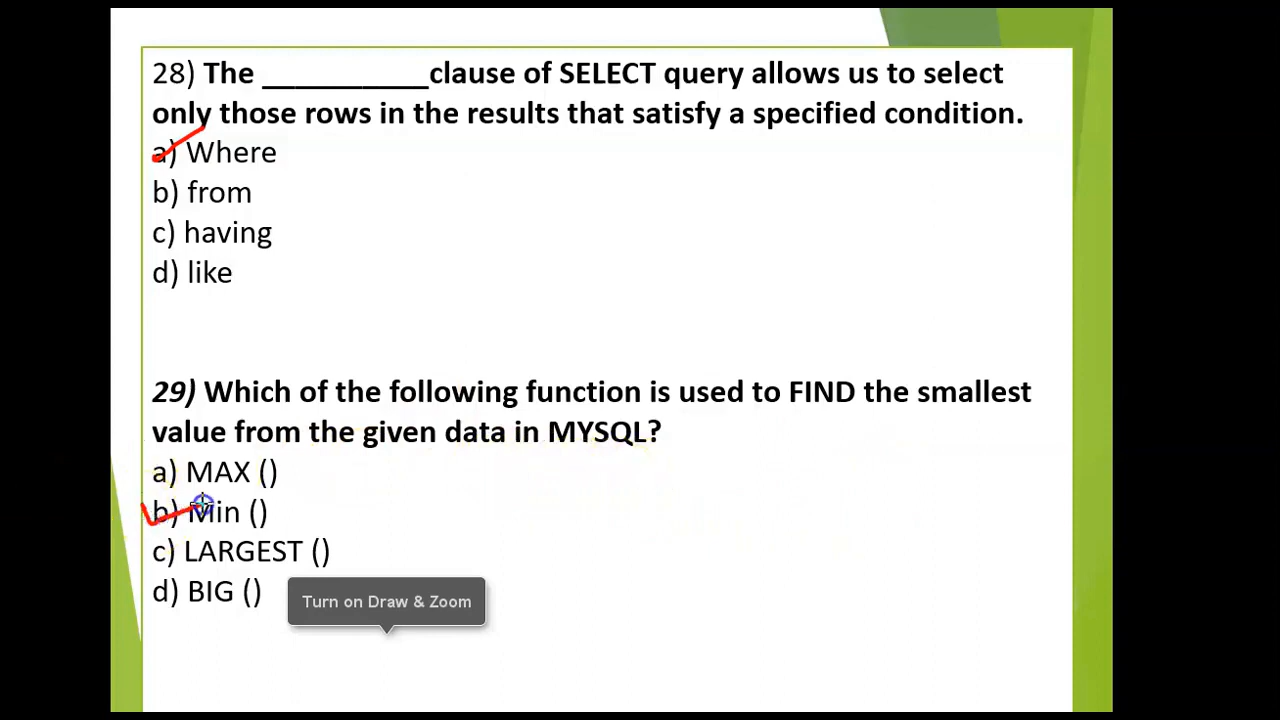 28) The ___________clause of SELECT query allows us to select
only those rows in the results that satisfy a specified condition.
a) Where
b) from
c) having
d) like
29) Which of the following function is used to FIND the smallest
value from the given data in MYSQL?
a) MAX ()
b) Min ()
c) LARGEST ()
d) BIG ()
Turn on Draw & Zoom